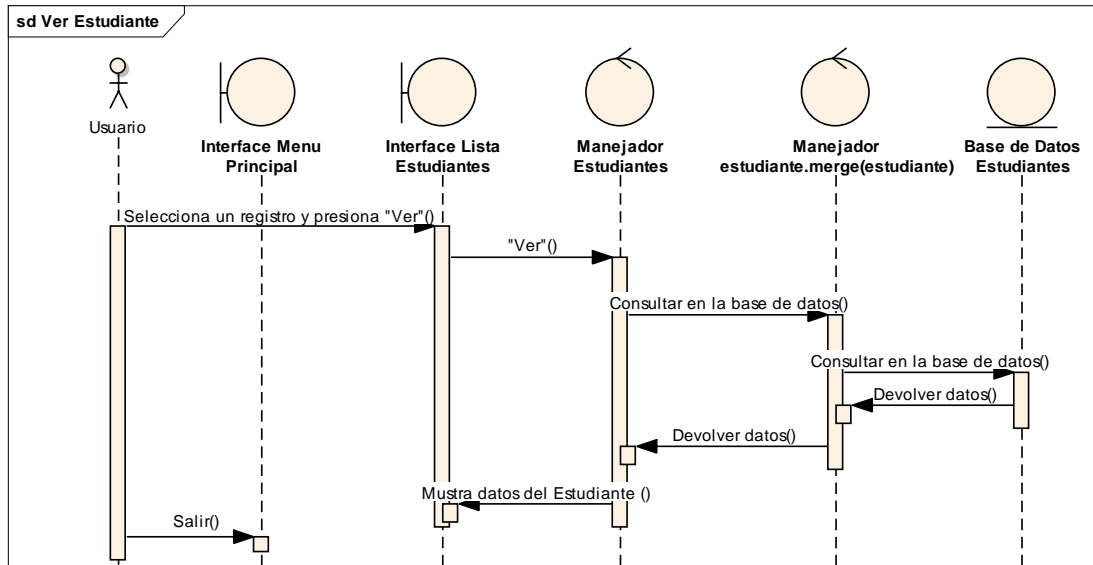 sd Ver Estudiante
Usuario
Interface Menu
Principal
Interface Lista
Estudiantes
Manejador
Estudiantes
Manejador
estudiante.merge(estudiante)
Base de Datos
Estudiantes
Selecciona un registro y presiona "Ver"()
"Ver"()
Consultar en la base de datos()
Consultar en la base de datos()
Devolver datos()
Devolver datos()
Mustra datos del Estudiante ()
Salir()